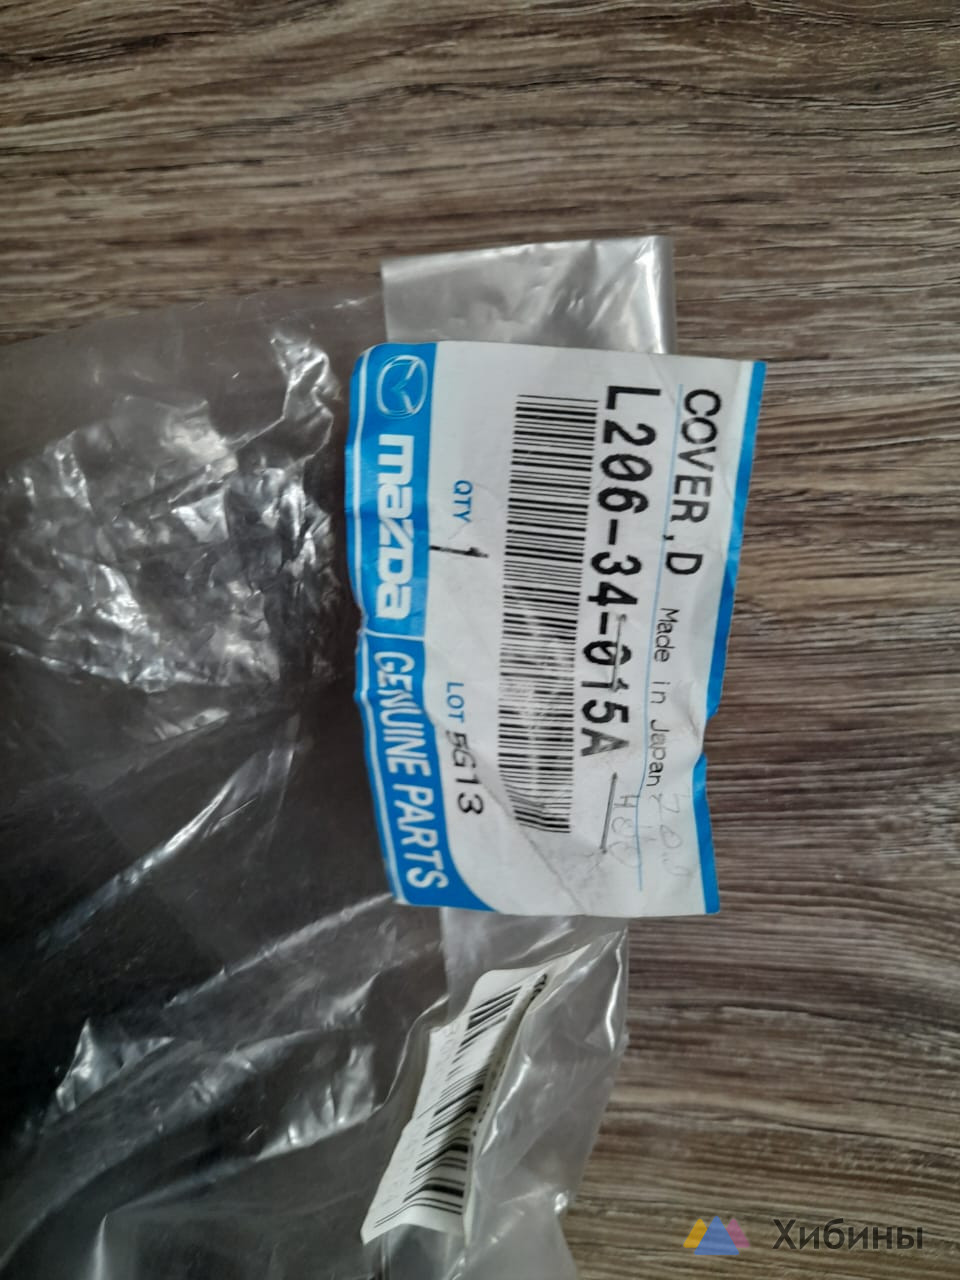 COVER,D
Made in Japan
L206-34-015A
QTY 1
LOT 5G13
mazda GENUINE PARTS
Хибины